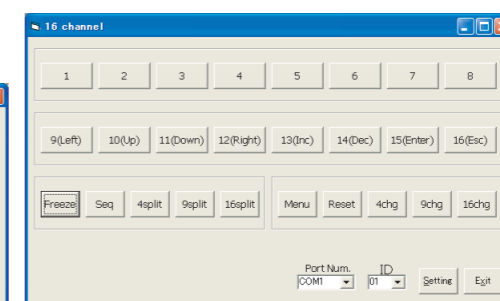 16 channel
1 2 3 4 5 6 7 8
9(Left) 10(Up) 11(Down) 12(Right) 13(Inc) 14(Dec) 15(Enter) 16(Esc)
Freeze Seq 4split 9split 16split Menu Reset 4chg 9chg 16chg
Port Num. ID
COM1 01 Setting Exit